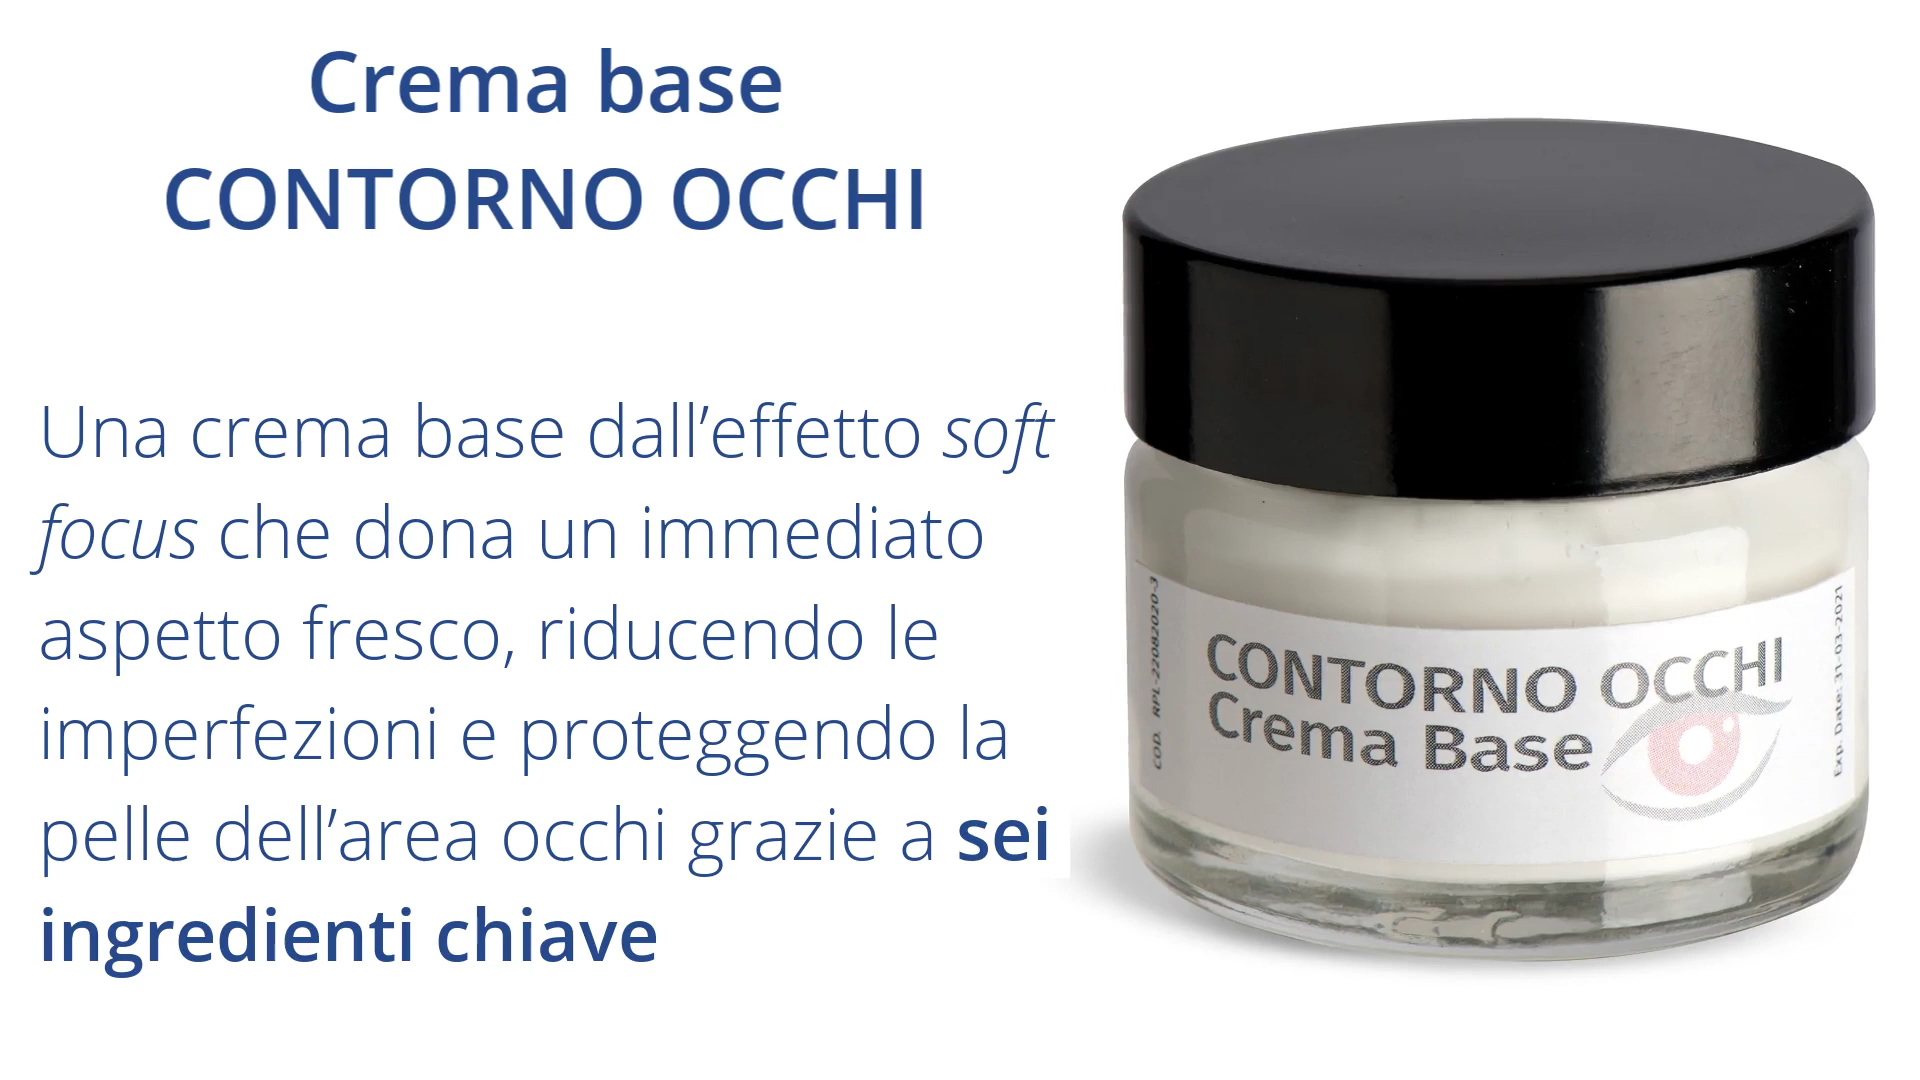 Crema base
CONTORNO OCCHI
Una crema base dall’effetto soft
focus che dona un immediato
aspetto fresco, riducendo le
imperfezioni e proteggendo la
pelle dell’area occhi grazie a sei
ingredienti chiave
COD. RPL-22082020-3
CONTORNO OCCHI
Crema Base
Exp. Date: 31-03-2021